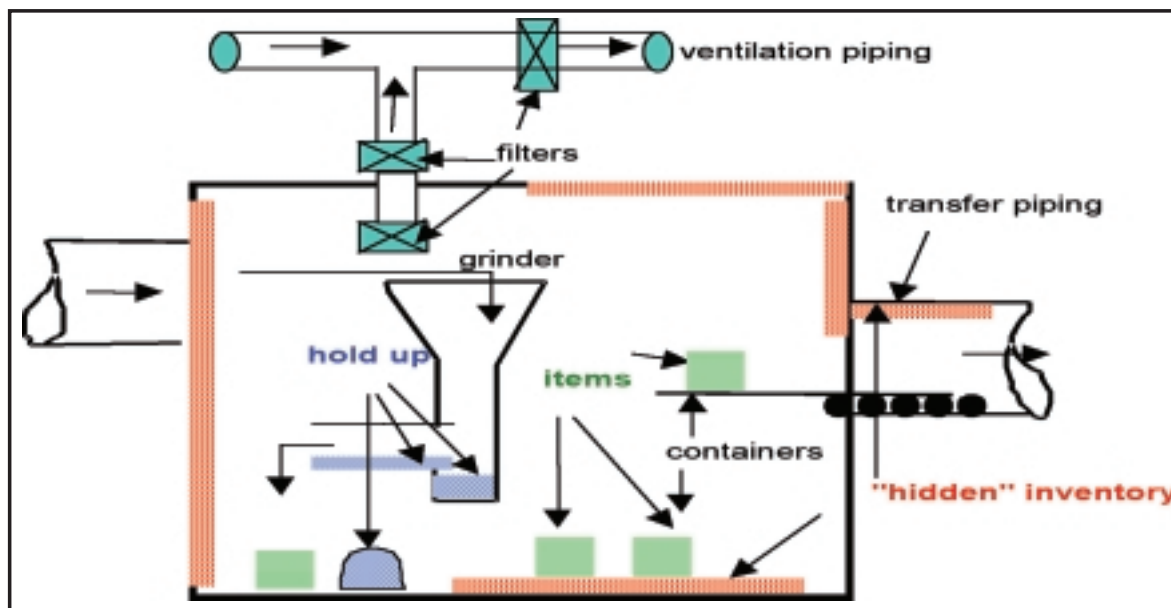 ventilation piping
filters
transfer piping
grinder
hold up
items
containers
"hidden" inventory